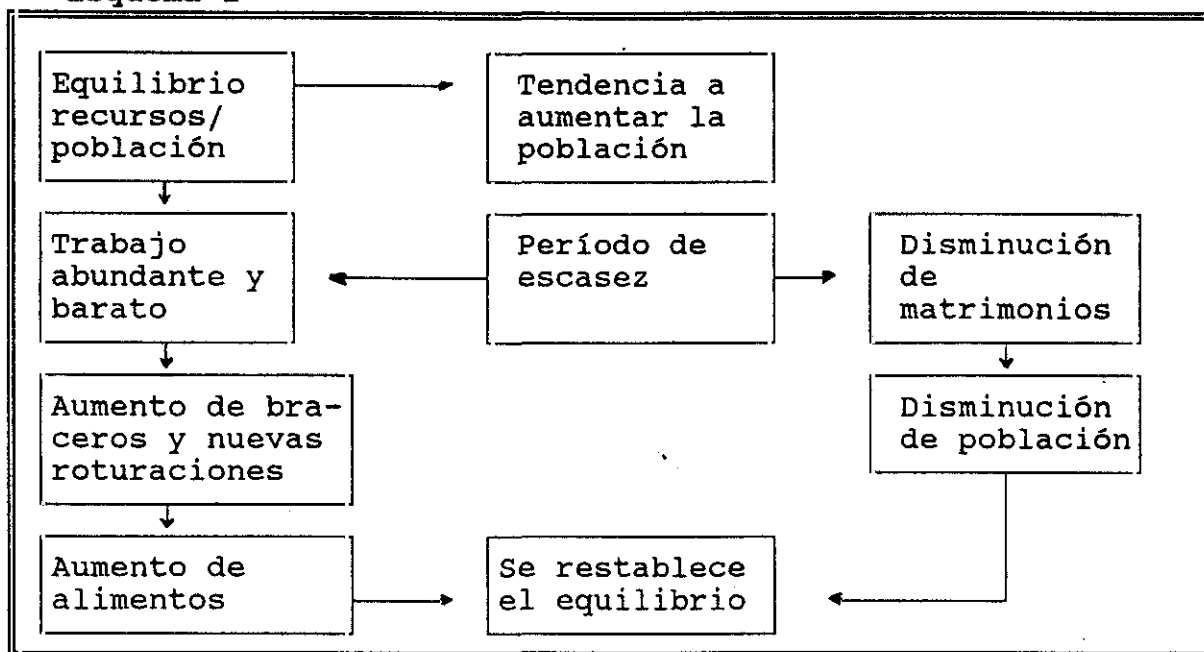 Equilibrio
recursos/
población
Tendencia a
aumentar la
población
Trabajo
abundante y
barato
Período de
escasez
Disminución
de
matrimonios
Aumento de bra-
ceros y nuevas
roturaciones
Disminución
de población
Aumento de
alimentos
Se restablece
el equilibrio